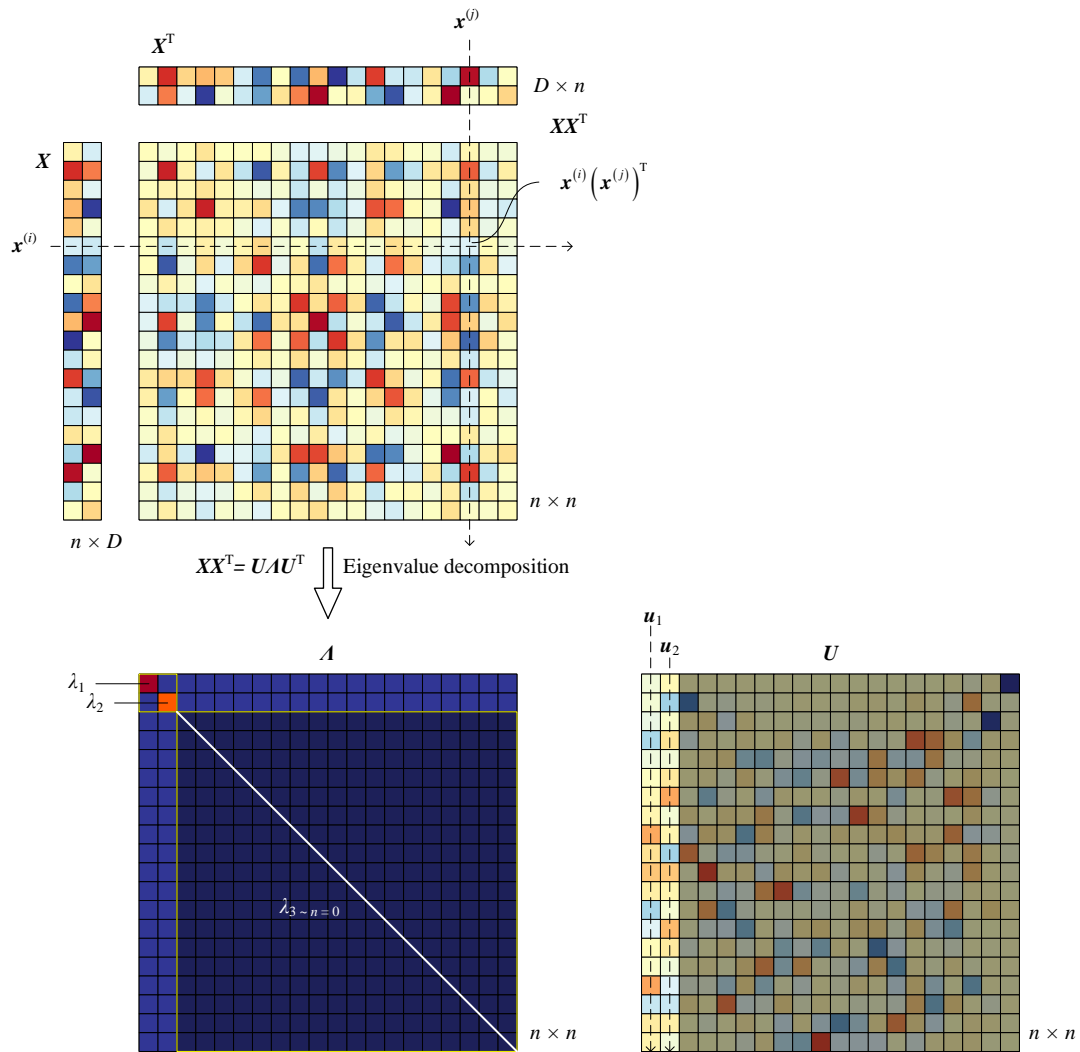 x^(j)
X^T
D × n
XX^T
X
x^(i)(x^(j))^T
x^(i)
n × n
n × D
XX^T = UΛU^T Eigenvalue decomposition
u_1
u_2
Λ
U
λ_1
λ_2
λ_3 ~ n = 0
n × n
n × n